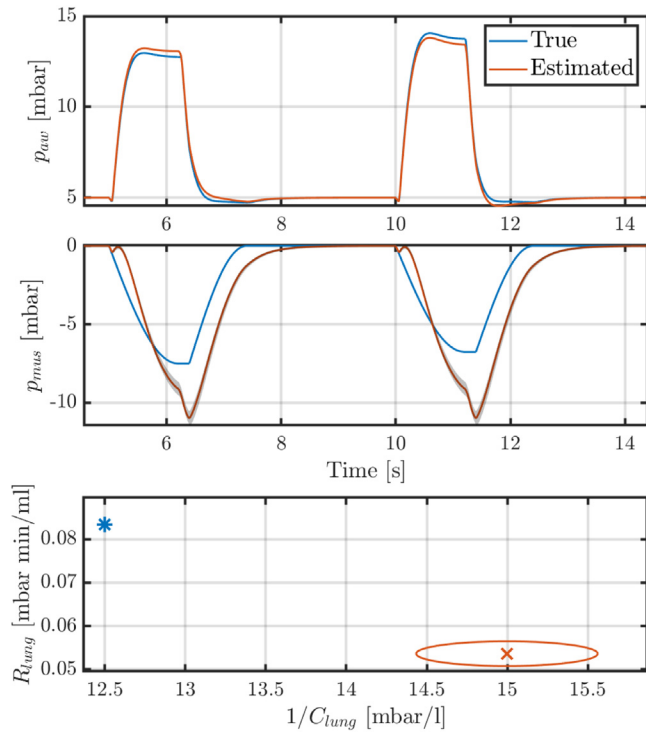 15
True
Estimated
10
p_aw [mbar]
5
6 8 10 12 14
0
-5
p_mus [mbar]
-10
6 8 10 12 14
Time [s]
0.08
0.07
R_lung [mbar min/ml]
0.06
0.05
12.5 13 13.5 14 14.5 15 15.5
1/C_lung [mbar/l]